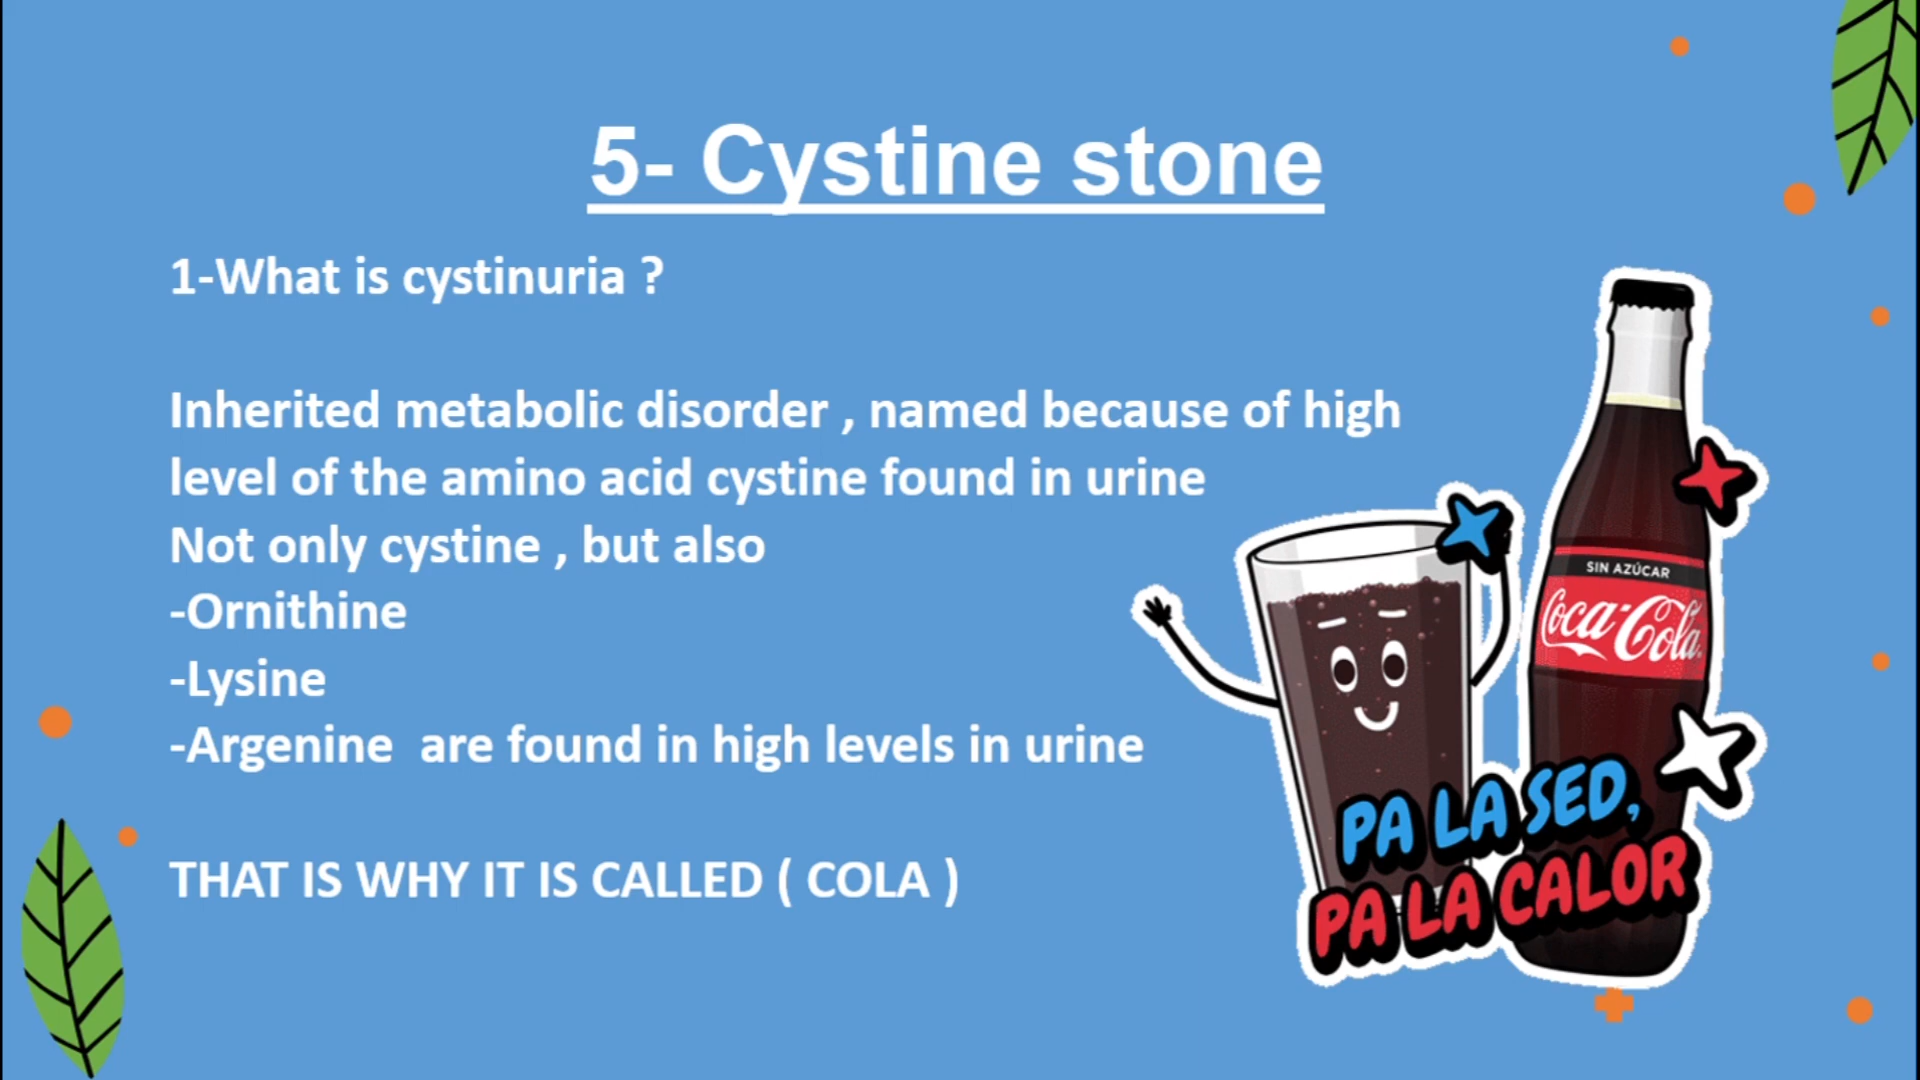 5- Cystine stone
1-What is cystinuria ?
Inherited metabolic disorder , named because of high
level of the amino acid cystine found in urine
Not only cystine , but also
-Ornithine
-Lysine
-Argenine  are found in high levels in urine
THAT IS WHY IT IS CALLED ( COLA )
SIN AZÚCAR
Coca-Cola
PA LA SED,
PA LA CALOR